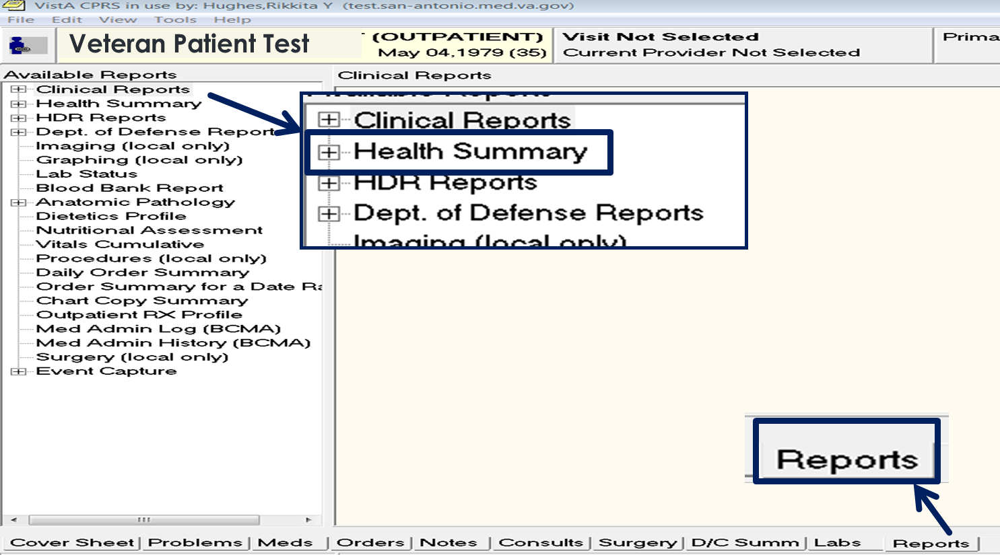 VistA CPRS in use by: Hughes,Rikkita Y (test.san-antonio.med.va.gov)
File Edit View Tools Help
Veteran Patient Test
(OUTPATIENT)
May 04,1979 (35)
Visit Not Selected
Current Provider Not Selected
Prima
Available Reports
Clinical Reports
Health Summary
HDR Reports
Dept. of Defense Report
Imaging (local only)
Graphing (local only)
Lab Status
Blood Bank Report
Anatomic Pathology
Dietetics Profile
Nutritional Assessment
Vitals Cumulative
Procedures (local only)
Daily Order Summary
Order Summary for a Date Ra
Chart Copy Summary
Outpatient RX Profile
Med Admin Log (BCMA)
Med Admin History (BCMA)
Surgery (local only)
Event Capture
Clinical Reports
Available Reports
Clinical Reports
Health Summary
HDR Reports
Dept. of Defense Reports
Imaging (local only)
Reports
Cover Sheet Problems Meds Orders Notes Consults Surgery D/C Summ Labs Reports